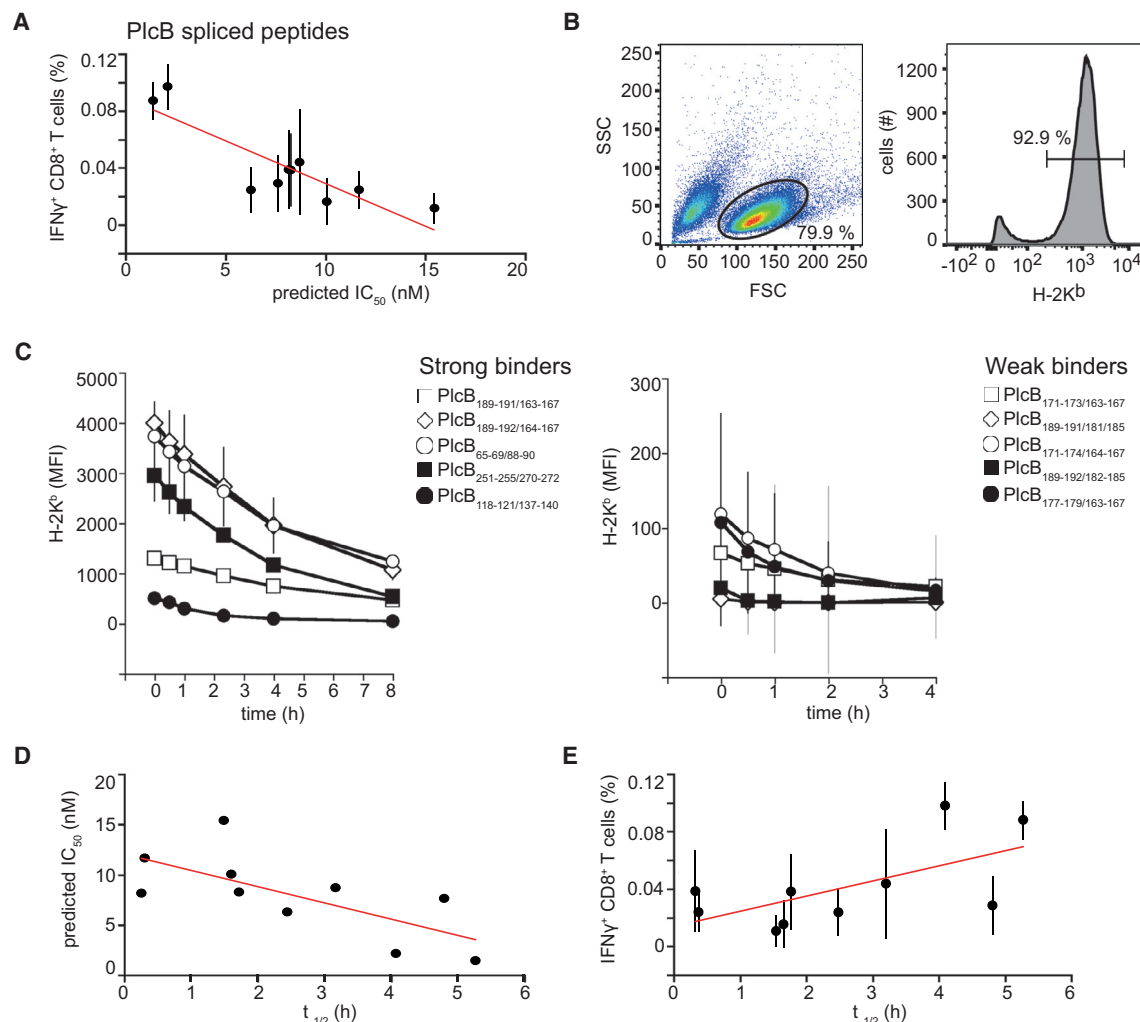 A
PlcB spliced peptides
IFNγ⁺ CD8⁺ T cells (%)
0.12
0.08
0.04
0
0 5 10 15 20
predicted IC₅₀ (nM)
B
SSC
250
200
150
100
50
0
79.9 %
0 50 100 150 200 250
FSC
cells (#)
1200
900
600
300
0
92.9 %
-10² 0 10² 10³ 10⁴
H-2Kᵇ
C
H-2Kᵇ (MFI)
5000
4000
3000
2000
1000
0
0 1 2 3 4 5 6 7 8
time (h)
Strong binders
PlcB₁₈₉₋₁₉₁/₁₆₃₋₁₆₇
PlcB₁₈₉₋₁₉₂/₁₆₄₋₁₆₇
PlcB₆₅₋₆₉/₈₈₋₉₀
PlcB₂₅₁₋₂₅₅/₂₇₀₋₂₇₂
PlcB₁₁₈₋₁₂₁/₁₃₇₋₁₄₀
H-2Kᵇ (MFI)
300
200
100
0
0 1 2 3 4
time (h)
Weak binders
PlcB₁₇₁₋₁₇₃/₁₆₃₋₁₆₇
PlcB₁₈₉₋₁₉₁/₁₈₁/₁₈₅
PlcB₁₇₁₋₁₇₄/₁₆₄₋₁₆₇
PlcB₁₈₉₋₁₉₂/₁₈₂₋₁₈₅
PlcB₁₇₇₋₁₇₉/₁₆₃₋₁₆₇
D
predicted IC₅₀ (nM)
20
15
10
5
0
0 1 2 3 4 5 6
t₁/₂ (h)
E
IFNγ⁺ CD8⁺ T cells (%)
0.12
0.08
0.04
0
0 1 2 3 4 5 6
t₁/₂ (h)